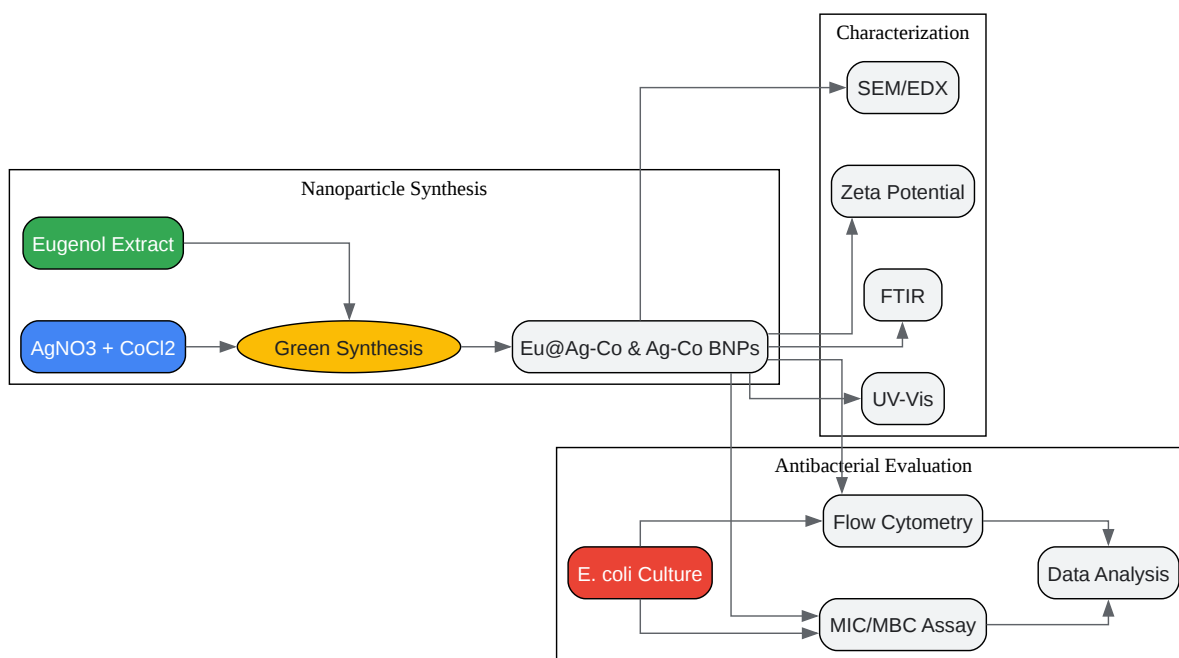 Characterization
SEM/EDX
Zeta Potential
FTIR
UV-Vis
Nanoparticle Synthesis
Eugenol Extract
AgNO3 + CoCl2
Green Synthesis
Eu@Ag-Co & Ag-Co BNPs
Antibacterial Evaluation
Flow Cytometry
E. coli Culture
Data Analysis
MIC/MBC Assay